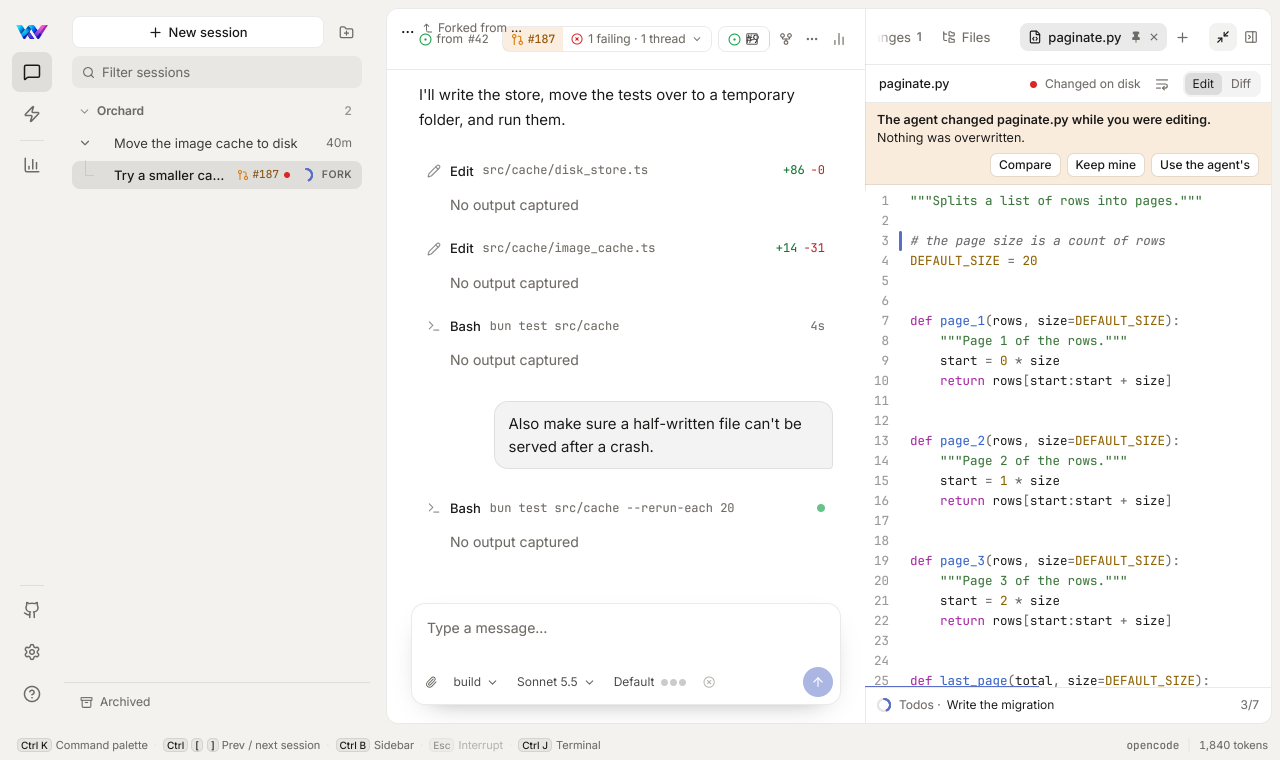 New session
Filter sessions
Orchard 2
Move the image cache to disk 40m
Try a smaller ca... #187 FORK
Archived
... Forked from ...
from #42 #187 1 failing · 1 thread
I'll write the store, move the tests over to a temporary
folder, and run them.
Edit src/cache/disk_store.ts +86 -0
No output captured
Edit src/cache/image_cache.ts +14 -31
No output captured
Bash bun test src/cache 4s
No output captured
Also make sure a half-written file can't be
served after a crash.
Bash bun test src/cache --rerun-each 20
No output captured
Type a message...
build Sonnet 5.5 Default
nges 1 Files paginate.py
paginate.py Changed on disk Edit Diff
The agent changed paginate.py while you were editing.
Nothing was overwritten.
Compare Keep mine Use the agent's
1 """Splits a list of rows into pages."""
2
3 # the page size is a count of rows
4 DEFAULT_SIZE = 20
5
6
7 def page_1(rows, size=DEFAULT_SIZE):
8 """Page 1 of the rows."""
9 start = 0 * size
10 return rows[start:start + size]
11
12
13 def page_2(rows, size=DEFAULT_SIZE):
14 """Page 2 of the rows."""
15 start = 1 * size
16 return rows[start:start + size]
17
18
19 def page_3(rows, size=DEFAULT_SIZE):
20 """Page 3 of the rows."""
21 start = 2 * size
22 return rows[start:start + size]
23
24
25 def last_page(total, size=DEFAULT_SIZE):
Todos · Write the migration 3/7
Ctrl K Command palette · Ctrl [ ] Prev / next session · Ctrl B Sidebar · Esc Interrupt · Ctrl J Terminal
opencode 1,840 tokens